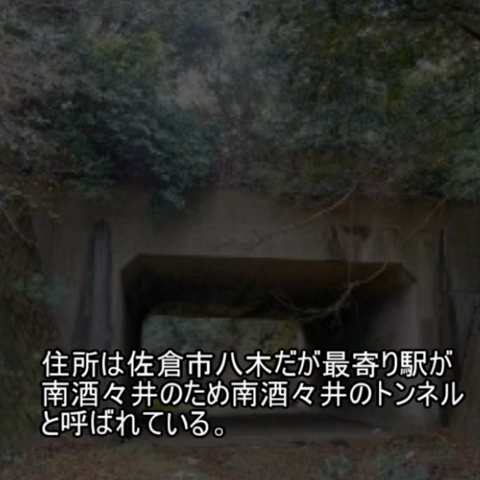 住所は佐倉市八木だが最寄り駅が
南酒々井のため南酒々井のトンネル
と呼ばれている。